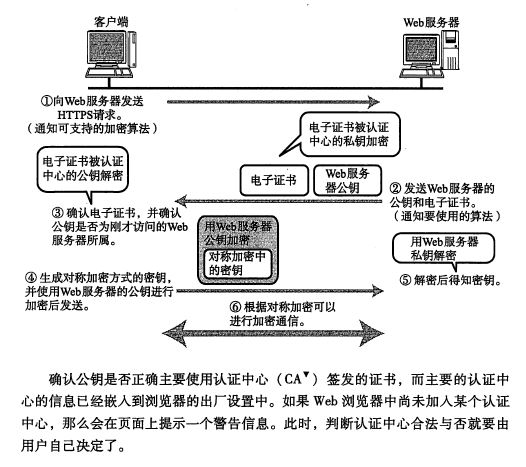 客户端
Web服务器
①向Web服务器发送
HTTPS请求。
（通知可支持的加密算法）
电子证书被认证
中心的私钥加密
电子证书被认证
中心的公钥解密
电子证书
Web服务
器公钥
②发送Web服务器的
公钥和电子证书。
（通知要使用的算法）
③确认电子证书，并确认
公钥是否为刚才访问的Web
服务器所属。
用Web服务器
公钥加密
对称加密中
的密钥
用Web服务器
私钥解密
④生成对称加密方式的密钥，
并使用Web服务器的公钥进行
加密后发送。
⑤解密后得知密钥。
⑥根据对称加密可以
进行加密通信。
确认公钥是否正确主要使用认证中心（CA▼）签发的证书，而主要的认证中
心的信息已经嵌入到浏览器的出厂设置中。如果 Web 浏览器中尚未加入某个认证
中心，那么会在页面上提示一个警告信息。此时，判断认证中心合法与否就要由
用户自己决定了。